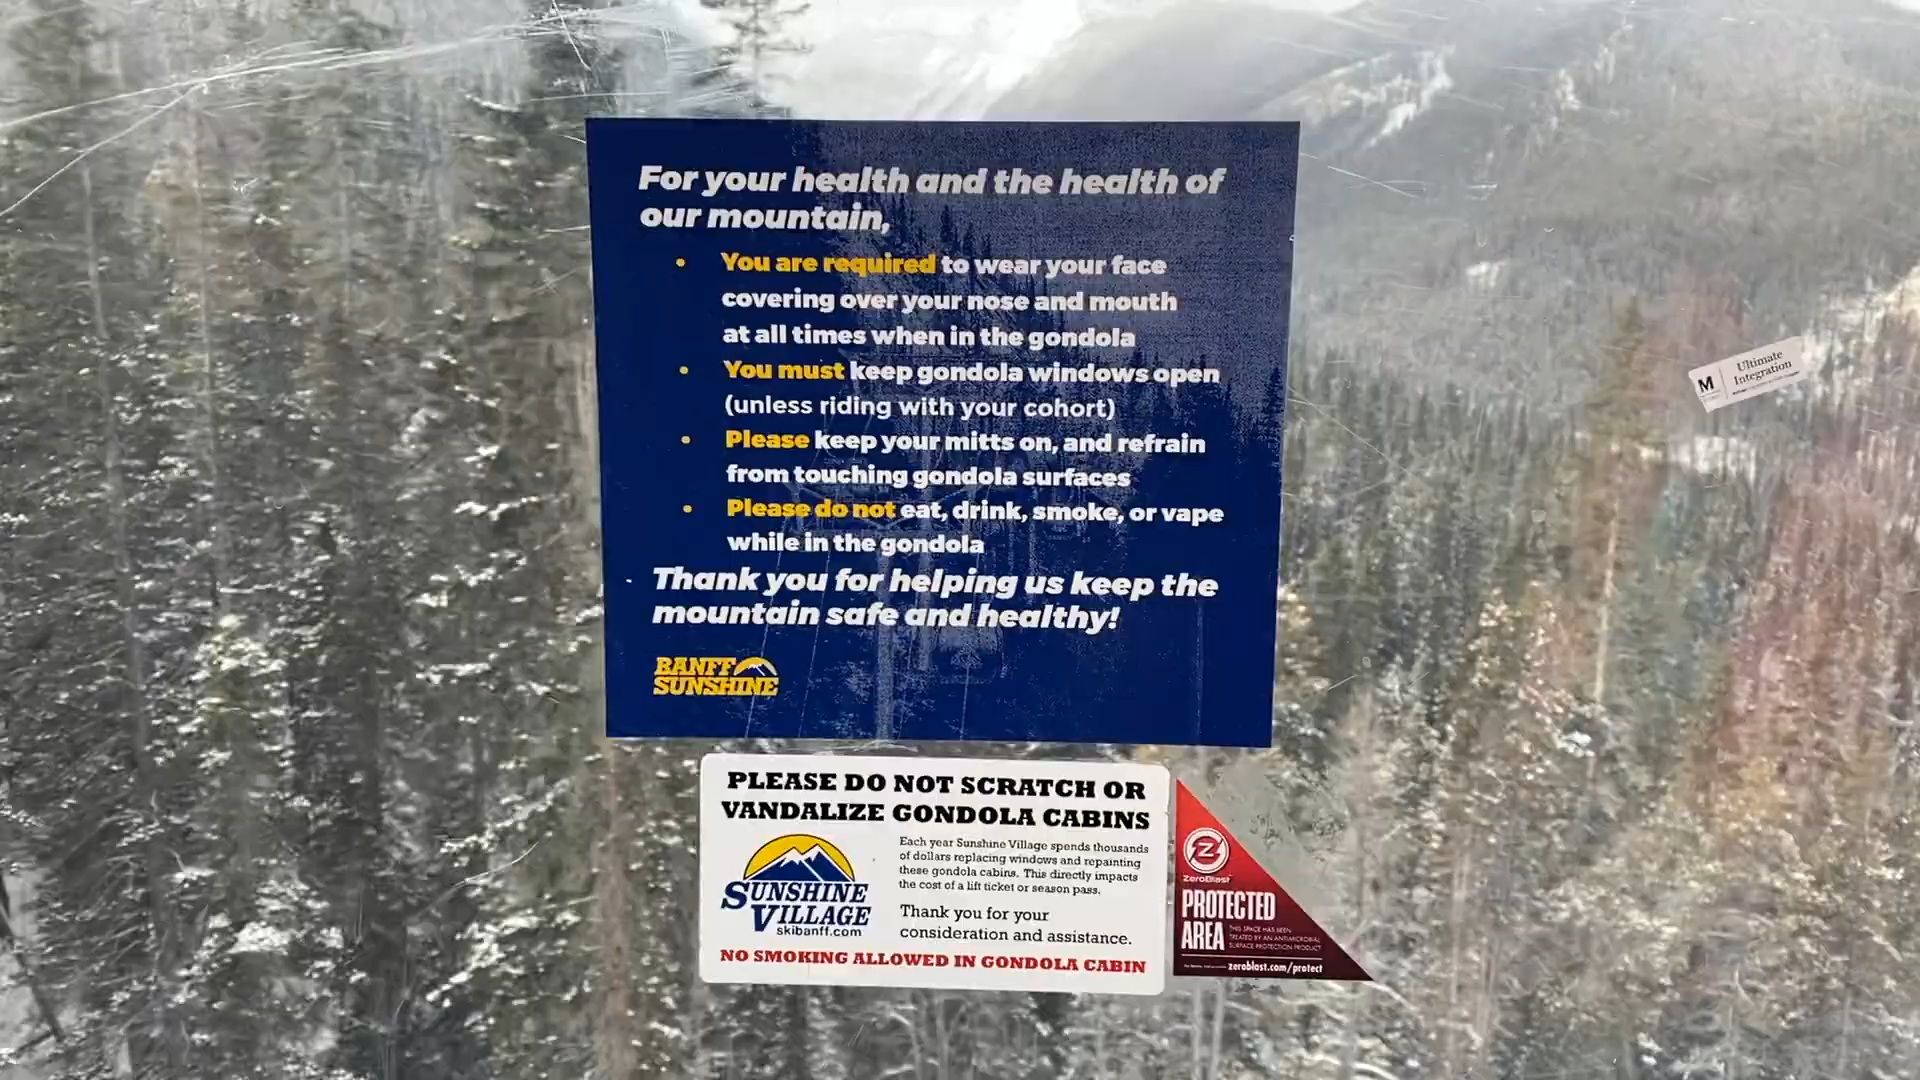 For your health and the health of
our mountain,
• You are required to wear your face
covering over your nose and mouth
at all times when in the gondola
• You must keep gondola windows open
(unless riding with your cohort)
• Please keep your mitts on, and refrain
from touching gondola surfaces
• Please do not eat, drink, smoke, or vape
while in the gondola
Thank you for helping us keep the
mountain safe and healthy!
BANFF
SUNSHINE
PLEASE DO NOT SCRATCH OR
VANDALIZE GONDOLA CABINS
SUNSHINE
VILLAGE
skibanff.com
Each year Sunshine Village spends thousands
of dollars replacing windows and repainting
these gondola cabins. This directly impacts
the cost of a lift ticket or season pass.
Thank you for your
consideration and assistance.
NO SMOKING ALLOWED IN GONDOLA CABIN
Z
ZeroBlast
PROTECTED
AREA
THIS SPACE HAS BEEN
TREATED BY AN ANTIMICROBIAL
SURFACE PROTECTION PRODUCT
zeroblast.com/protect
M
Ultimate
Integration